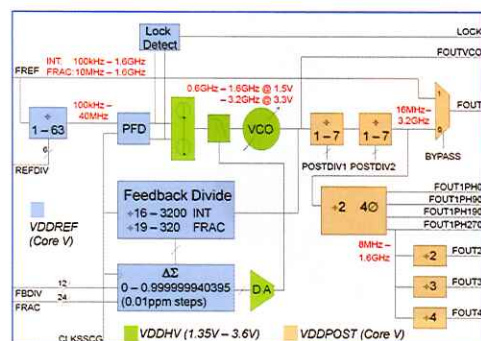 LOCK
Lock
Detect
FOUTVCO
INT: 100kHz – 1.6GHz
FREF
FRAC: 10MHz – 1.6GHz
0.6GHz – 1.6GHz @ 1.5V
– 3.2GHz @ 3.3V
÷
1 – 63
100kHz –
40MHz
PFD
VCO
÷
1 – 7
÷
1 – 7
16MHz –
3.2GHz
1
0
FOUT
6
REFDIV
POSTDIV1
POSTDIV2
BYPASS
Feedback Divide
÷16 – 3200 INT
÷19 – 320 FRAC
÷2 4∅
FOUT1PH0
FOUT1PH90
FOUT1PH190
FOUT1PH270
VDDREF
(Core V)
8MHz –
1.6GHz
÷2
FOUT2
ΔΣ
0 – 0.999999940395
(0.01ppm steps)
D A
÷3
FOUT3
12
FBDIV
24
FRAC
÷4
FOUT4
CLKSSCG
VDDHV (1.35V – 3.6V)
VDDPOST (Core V)